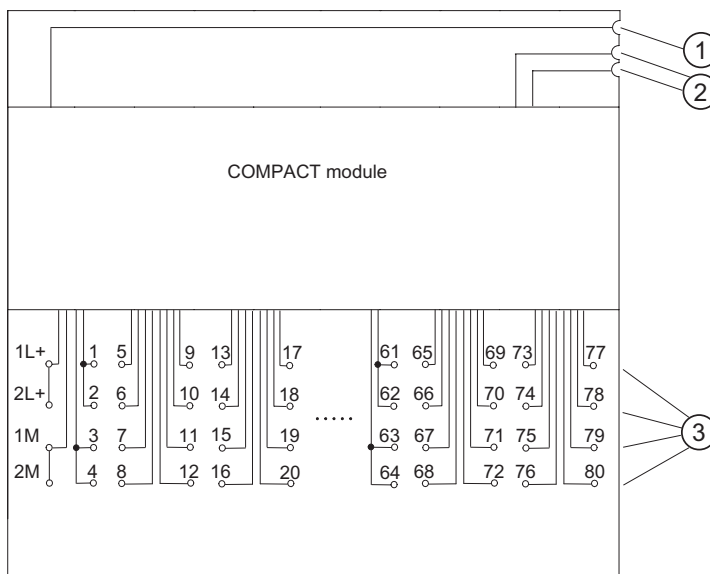 1
2
COMPACT module
1L+ 1 5 9 13 17 61 65 69 73 77
2L+ 2 6 10 14 18 62 66 70 74 78
.....
1M 3 7 11 15 19 63 67 71 75 79
3
2M 4 8 12 16 20 64 68 72 76 80